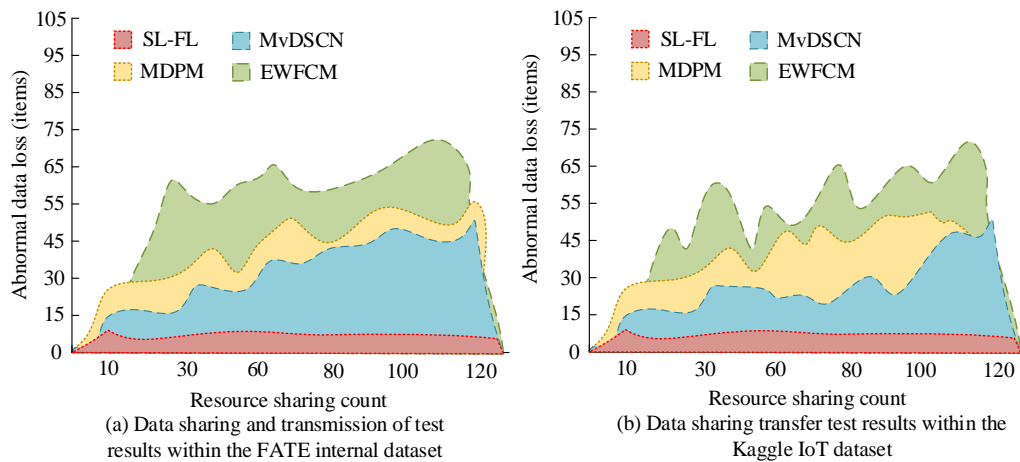 105
95
85
75
65
55
45
30
15
0
Abnormal data loss (items)
SL-FL
MvDSCN
MDPM
EWFCM
10 30 60 100 120
Resource sharing count
(a) Data sharing and transmission of test
results within the FATE internal dataset
105
95
85
75
65
55
45
30
15
0
Abnormal data loss (items)
SL-FL
MvDSCN
MDPM
EWFCM
10 30 60 80 100 120
Resource sharing count
(b) Data sharing transfer test results within the
Kaggle IoT dataset